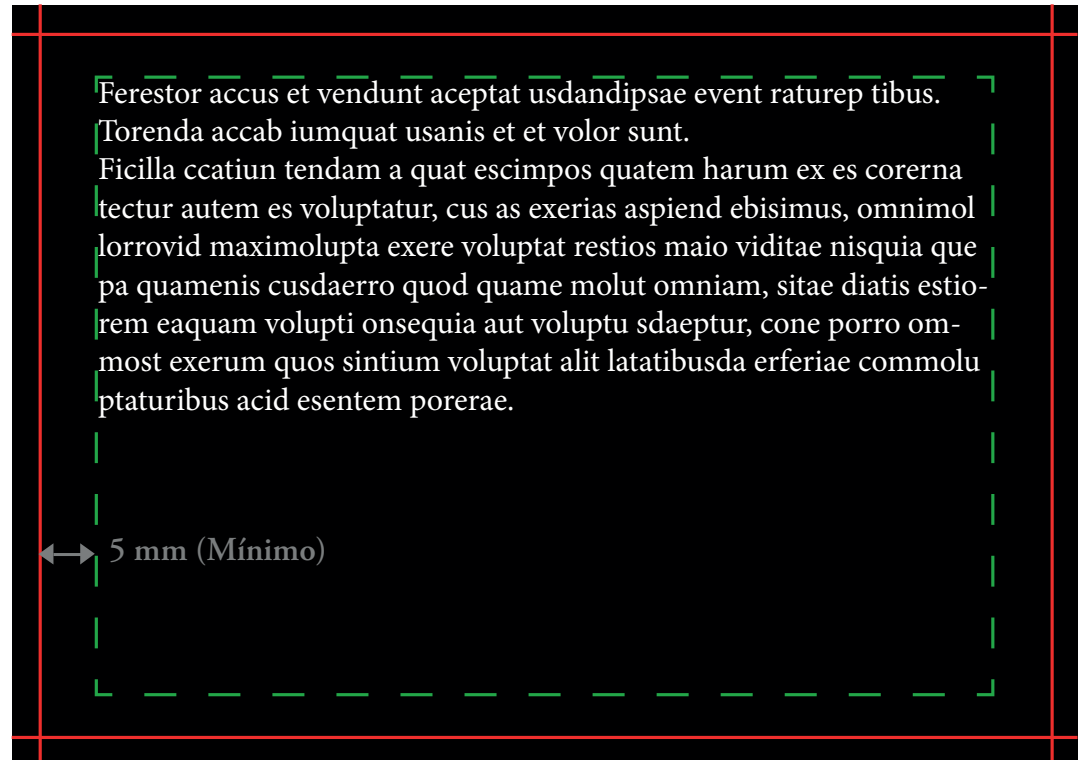 Ferestor accus et vendunt aceptat usdandipsae event raturep tibus.
Torenda accab iumquat usanis et et volor sunt.
Ficilla ccatiun tendam a quat escimpos quatem harum ex es corerna
tectur autem es voluptatur, cus as exerias aspiend ebisimus, omnimol
lorrovid maximolupta exere voluptat restios maio viditae nisquia que
pa quamenis cusdaerro quod quame molut omniam, sitae diatis estio-
rem eaquam volupti onsequia aut voluptu sdaeptur, cone porro om-
most exerum quos sintium voluptat alit latatibusda erferiae commolu
ptaturibus acid esentem porerae.
5 mm (Mínimo)